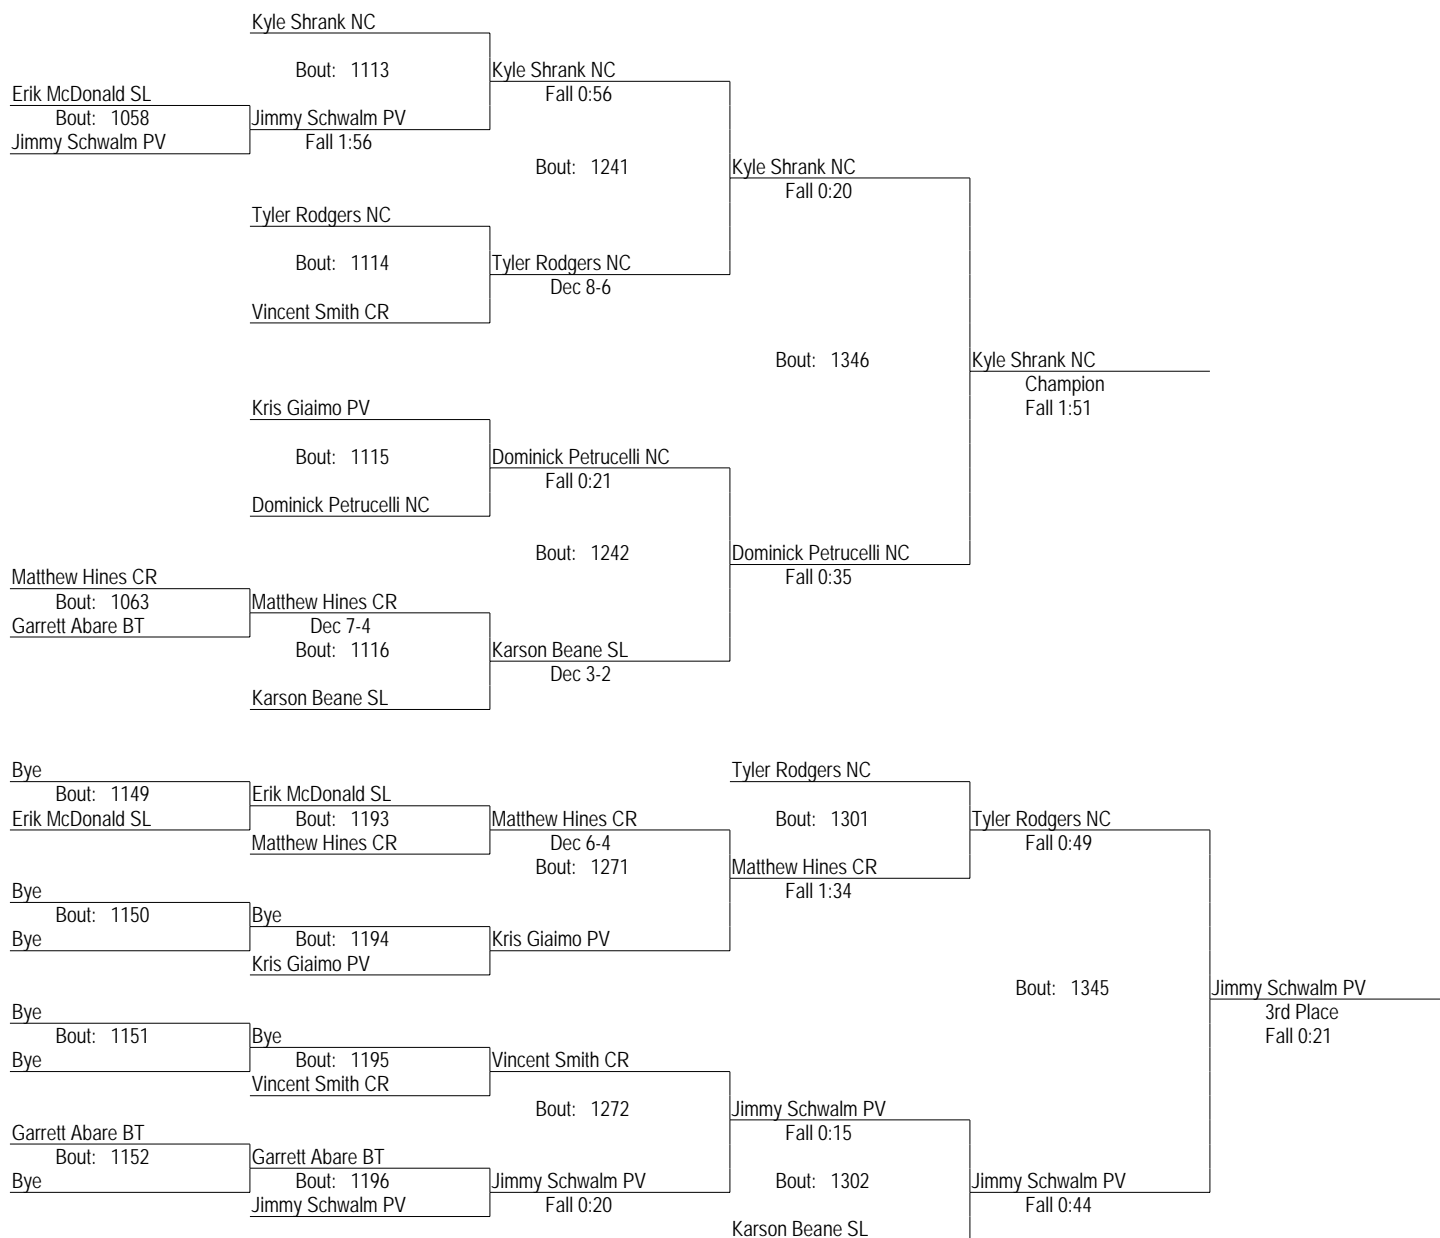 Kyle Shrank NC
Bout: 1113
Kyle Shrank NC
Fall 0:56
Erik McDonald SL
Bout: 1058
Jimmy Schwalm PV
Jimmy Schwalm PV
Fall 1:56
Bout: 1241
Kyle Shrank NC
Fall 0:20
Tyler Rodgers NC
Bout: 1114
Tyler Rodgers NC
Dec 8-6
Vincent Smith CR
Bout: 1346
Kyle Shrank NC
Champion
Fall 1:51
Kris Giaimo PV
Bout: 1115
Dominick Petrucelli NC
Fall 0:21
Dominick Petrucelli NC
Bout: 1242
Dominick Petrucelli NC
Fall 0:35
Matthew Hines CR
Bout: 1063
Garrett Abare BT
Matthew Hines CR
Dec 7-4
Bout: 1116
Karson Beane SL
Dec 3-2
Karson Beane SL
Bye
Bout: 1149
Erik McDonald SL
Erik McDonald SL
Bout: 1193
Matthew Hines CR
Matthew Hines CR
Dec 6-4
Bout: 1271
Tyler Rodgers NC
Bout: 1301
Matthew Hines CR
Fall 1:34
Tyler Rodgers NC
Fall 0:49
Bye
Bout: 1150
Bye
Bye
Bout: 1194
Kris Giaimo PV
Kris Giaimo PV
Bout: 1345
Jimmy Schwalm PV
3rd Place
Fall 0:21
Bye
Bout: 1151
Bye
Bye
Bout: 1195
Vincent Smith CR
Vincent Smith CR
Bout: 1272
Jimmy Schwalm PV
Fall 0:15
Garrett Abare BT
Bout: 1152
Bye
Garrett Abare BT
Bout: 1196
Jimmy Schwalm PV
Jimmy Schwalm PV
Fall 0:20
Bout: 1302
Jimmy Schwalm PV
Fall 0:44
Karson Beane SL